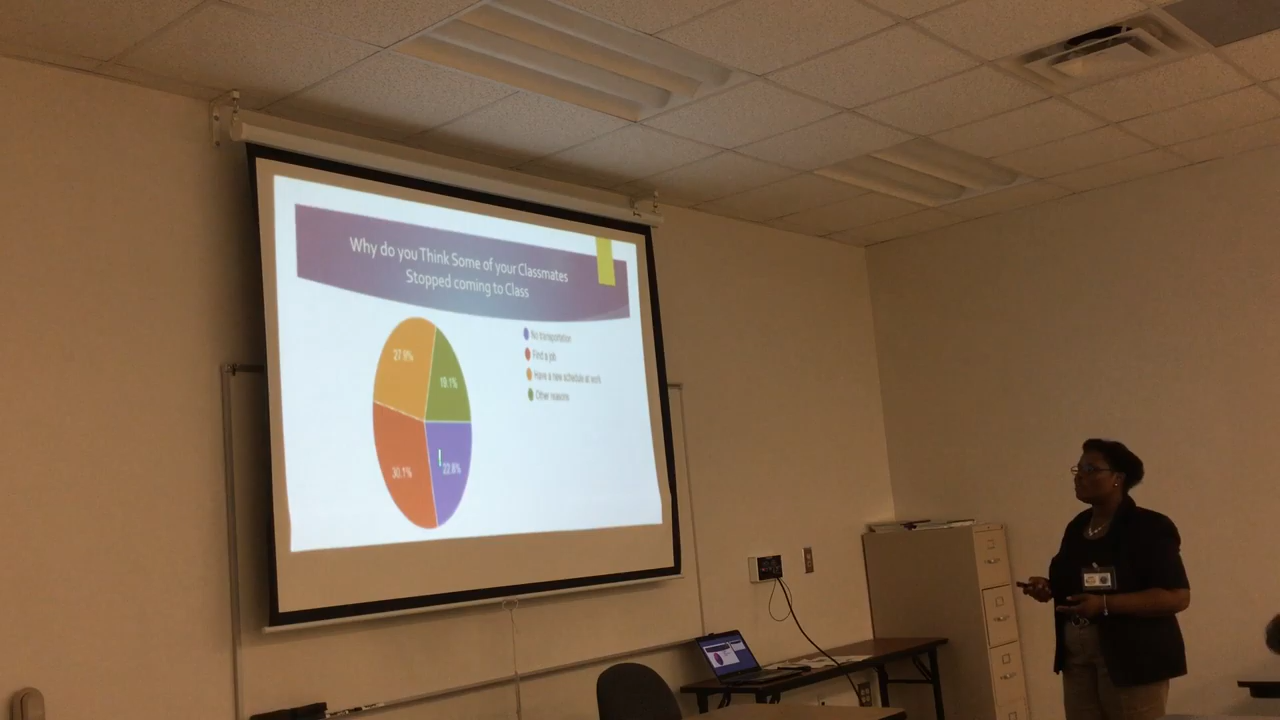 Why do you Think Some of your Classmates
Stopped coming to Class
No transportation
Find a job
Have a new schedule at work
Other reasons
27.9%
19.1%
30.1%
22.8%